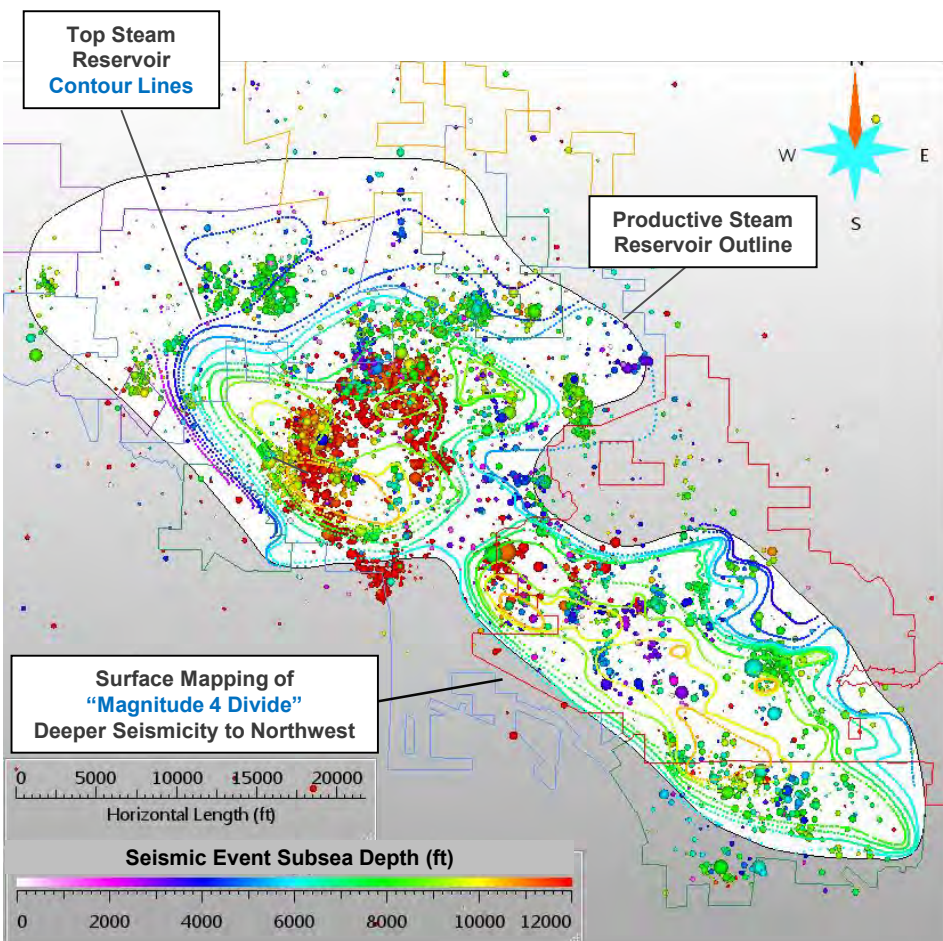 Top Steam
Reservoir
Contour Lines
N
W
E
S
Productive Steam
Reservoir Outline
Surface Mapping of
“Magnitude 4 Divide”
Deeper Seismicity to Northwest
0 5000 10000 15000 20000
Horizontal Length (ft)
Seismic Event Subsea Depth (ft)
0 2000 4000 6000 8000 10000 12000